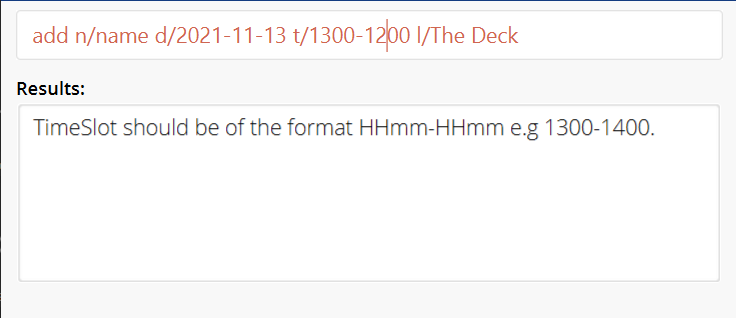 add n/name d/2021-11-13 t/1300-1200 l/The Deck
Results:
TimeSlot should be of the format HHmm-HHmm e.g 1300-1400.